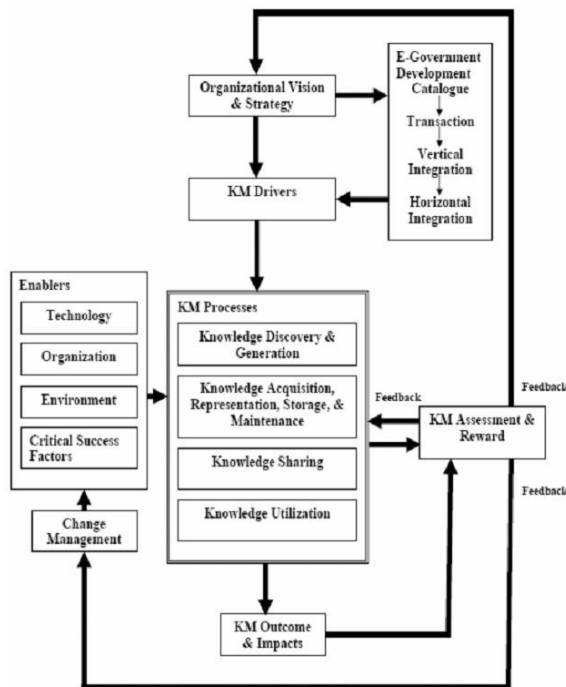 E-Government
Development
Catalogue
Transaction
Vertical
Integration
Horizontal
Integration
Organizational Vision
& Strategy
KM Drivers
Enablers
Technology
Organization
Environment
Critical Success
Factors
Change
Management
KM Processes
Knowledge Discovery &
Generation
Knowledge Acquisition,
Representation, Storage, &
Maintenance
Knowledge Sharing
Knowledge Utilization
Feedback
Feedback
KM Assessment &
Reward
Feedback
KM Outcome
& Impacts